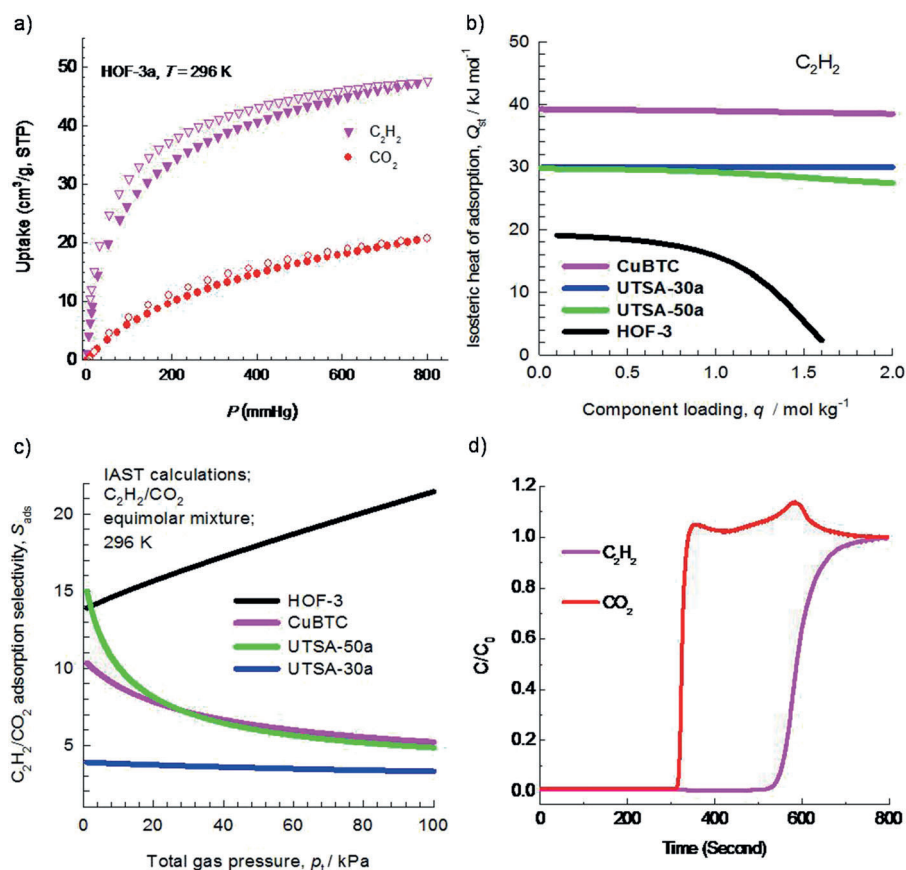 a)
HOF-3a, T = 296 K
C₂H₂
CO₂
Uptake (cm³/g, STP)
50
40
30
20
10
0
0 200 400 600 800
P (mmHg)
b)
C₂H₂
Isosteric heat of adsorption, Qst / kJ mol⁻¹
50
40
30
20
10
0
CuBTC
UTSA-30a
UTSA-50a
HOF-3
0.0 0.5 1.0 1.5 2.0
Component loading, q / mol kg⁻¹
c)
IAST calculations;
C₂H₂/CO₂
equimolar mixture;
296 K
C₂H₂/CO₂ adsorption selectivity, Sads
20
15
10
5
HOF-3
CuBTC
UTSA-50a
UTSA-30a
0 20 40 60 80 100
Total gas pressure, pt/ kPa
d)
C/C₀
1.2
1.0
0.8
0.6
0.4
0.2
0.0
C₂H₂
CO₂
0 200 400 600 800
Time (Second)